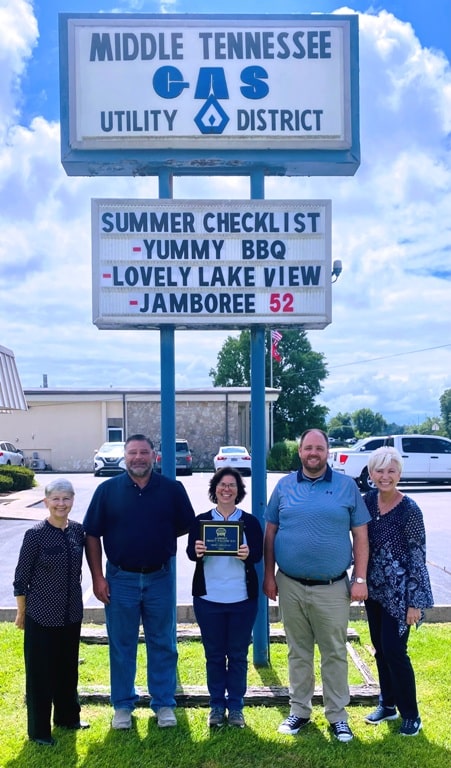 MIDDLE TENNESSEE
GAS
UTILITY DISTRICT
SUMMER CHECKLIST
-YUMMY BBQ
-LOVELY LAKE VIEW
-JAMBOREE 52